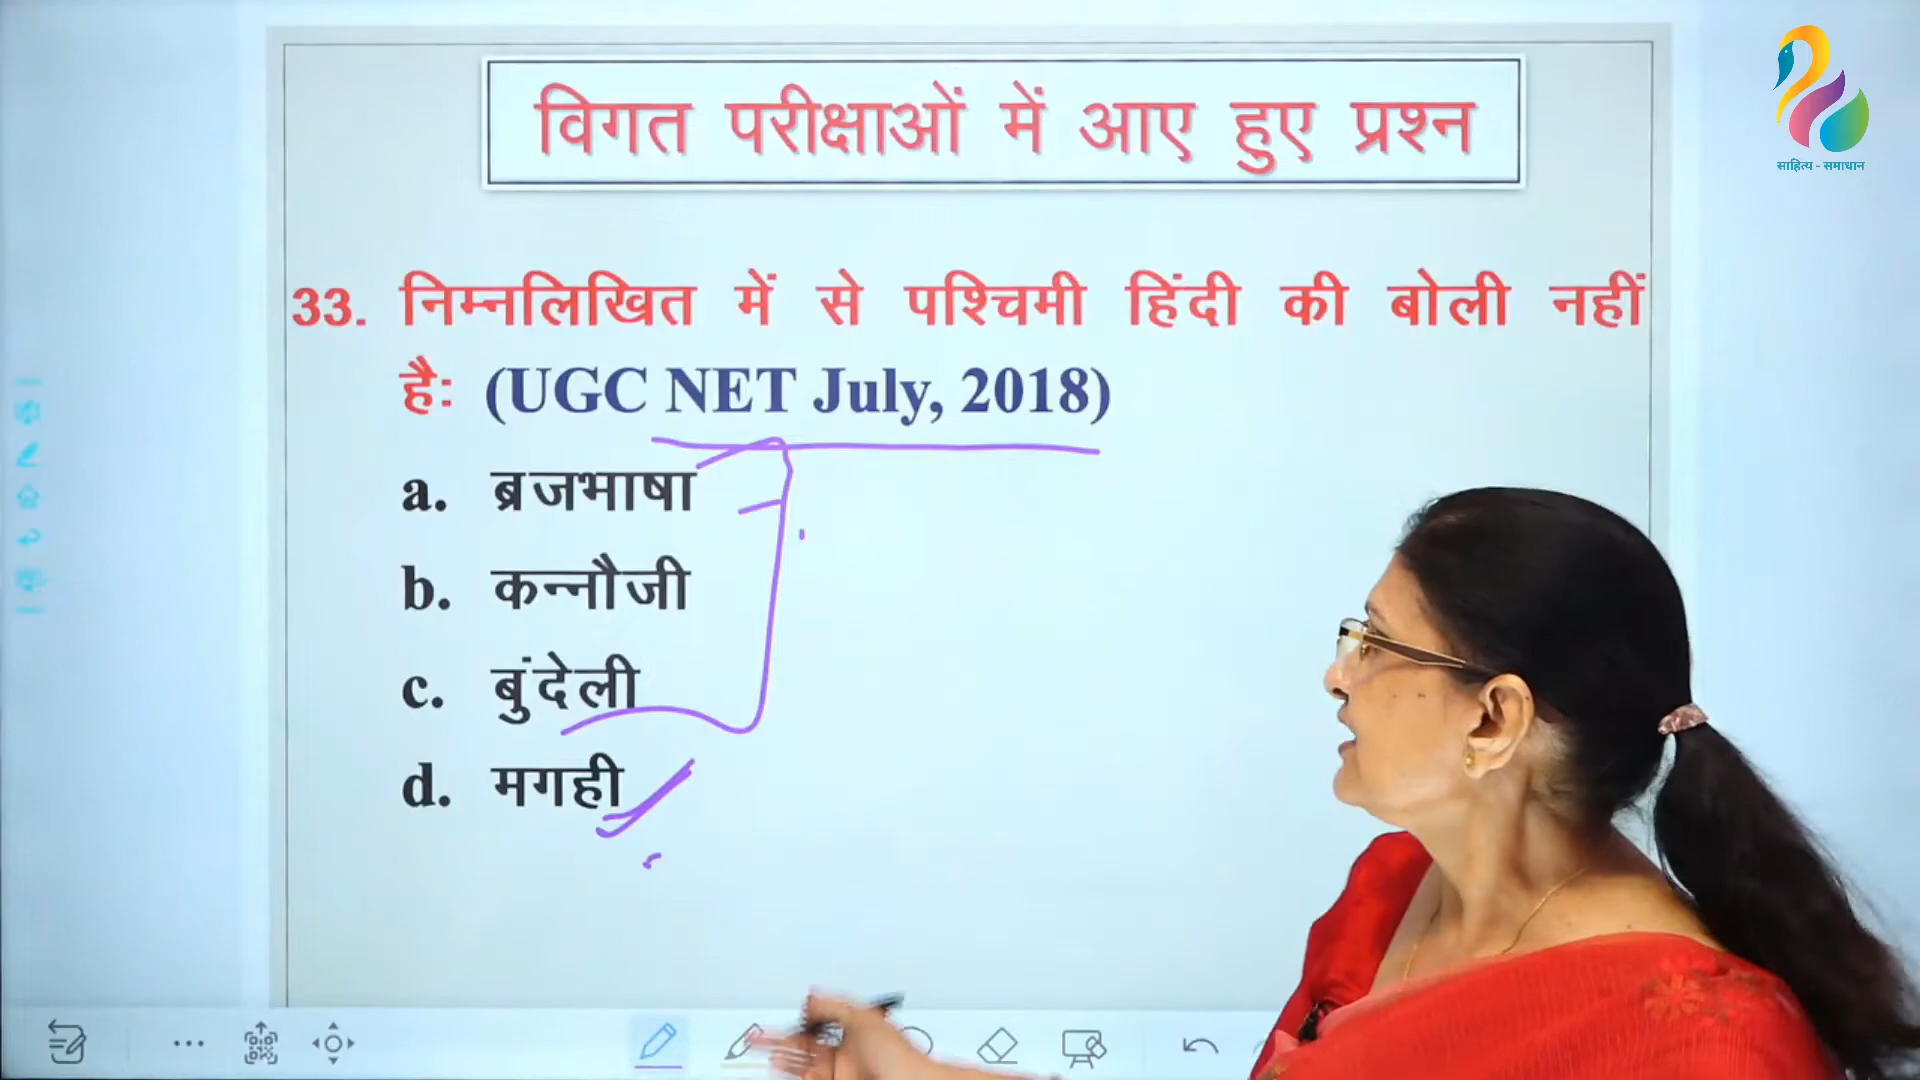 विगत परीक्षाओं में आए हुए प्रश्न
साहित्य - समाधान
33. निम्नलिखित में से पश्चिमी हिंदी की बोली नहीं
है: (UGC NET July, 2018)
a. ब्रजभाषा
b. कन्नौजी
c. बुंदेली
d. मगही